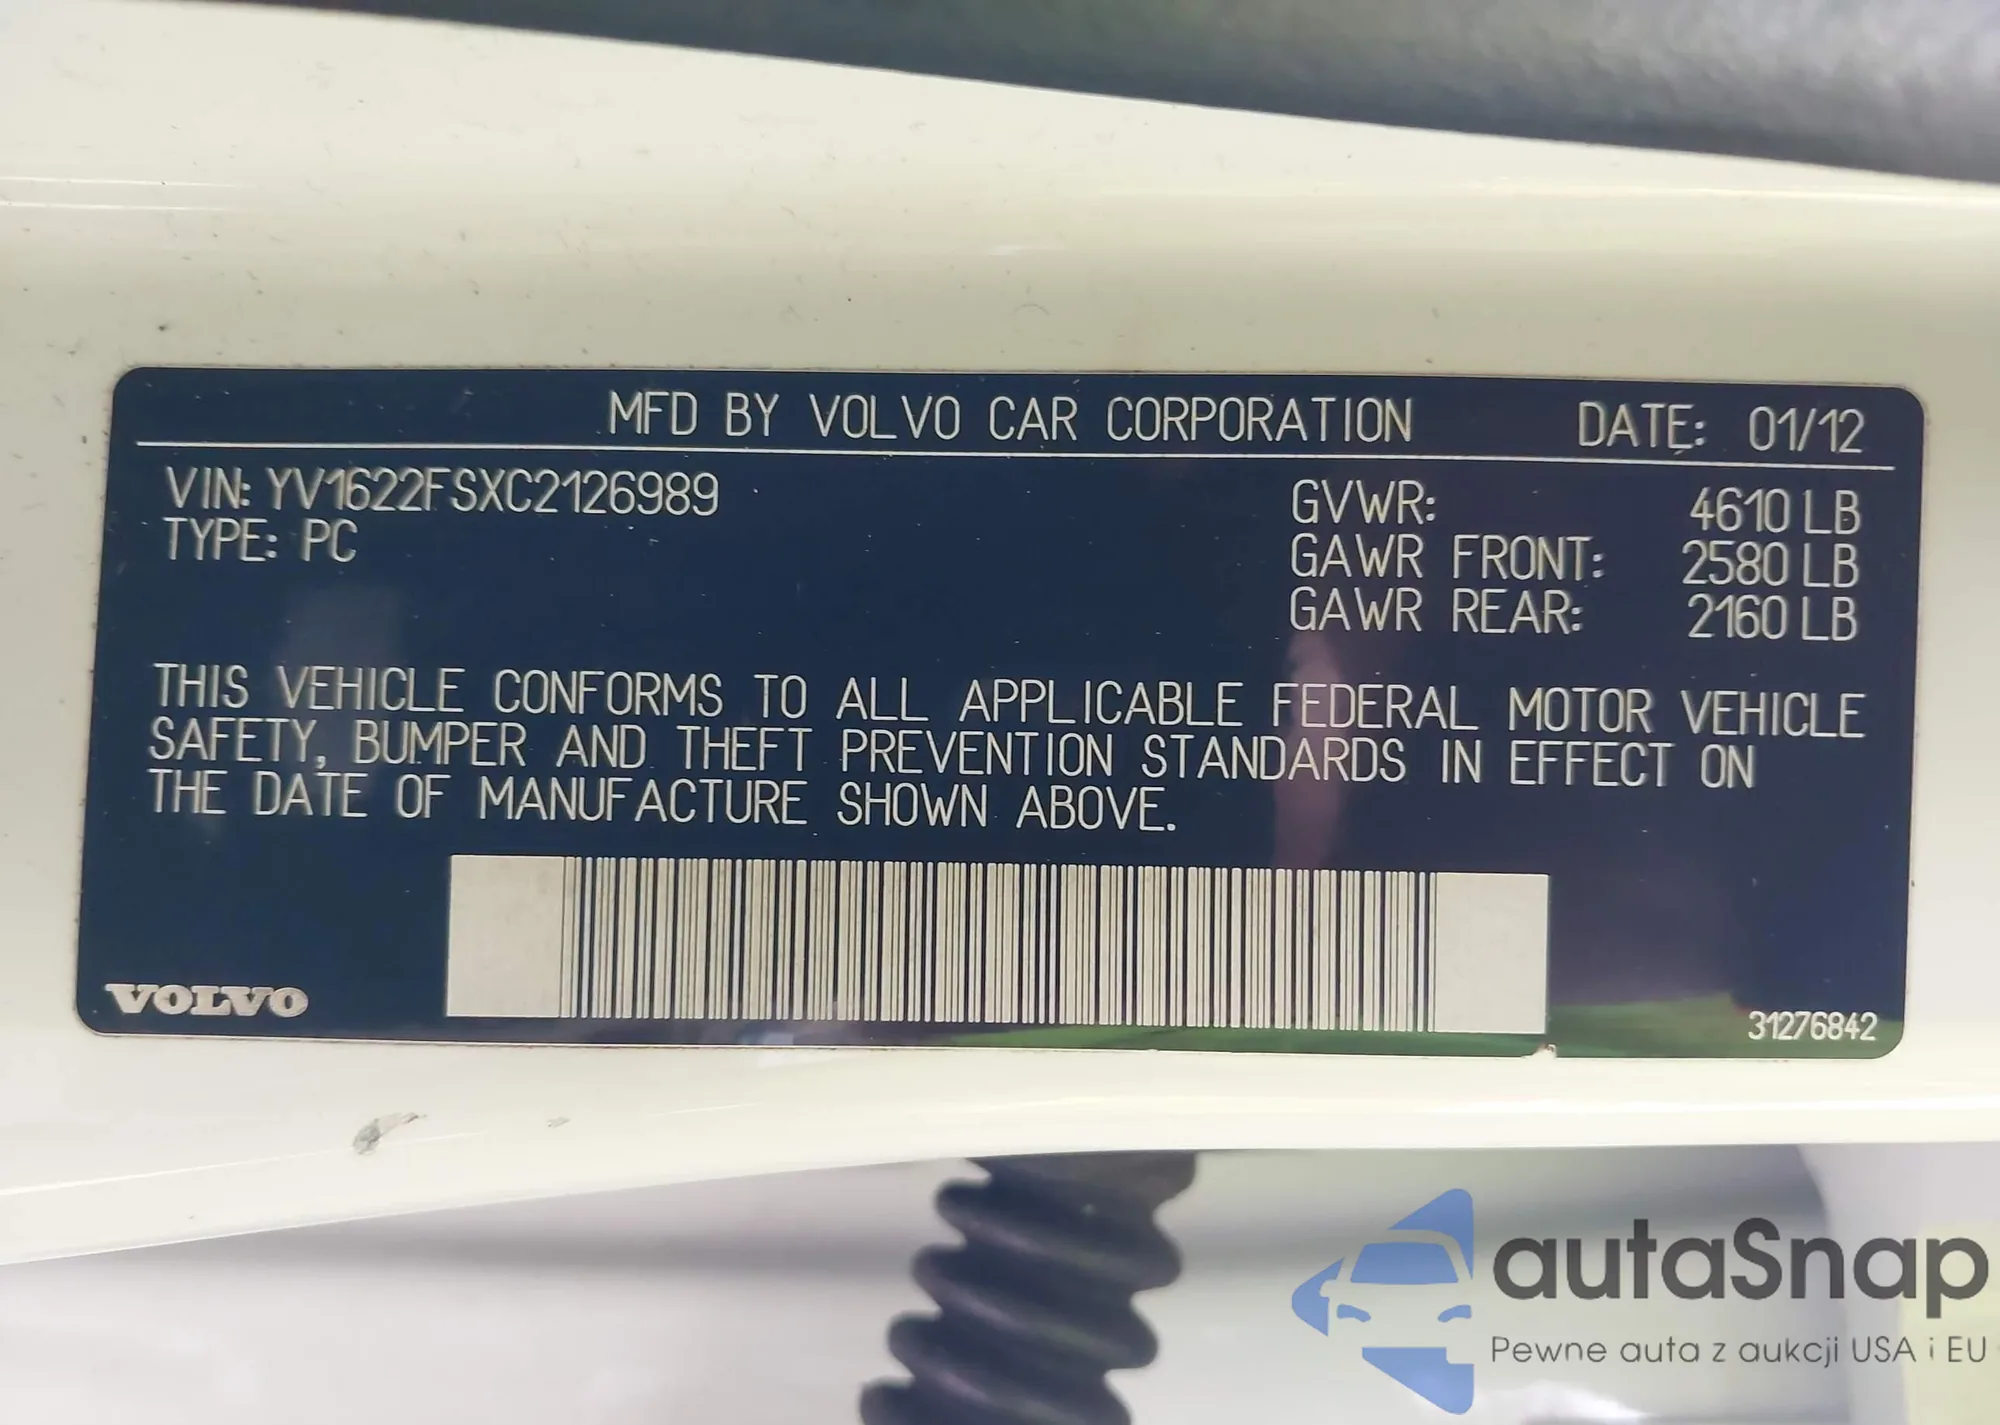 MFD BY VOLVO CAR CORPORATION DATE: 01/12
VIN: YV1622FSXC2126989
TYPE: PC
GVWR: 4610 LB
GAWR FRONT: 2580 LB
GAWR REAR: 2160 LB
THIS VEHICLE CONFORMS TO ALL APPLICABLE FEDERAL MOTOR VEHICLE
SAFETY, BUMPER AND THEFT PREVENTION STANDARDS IN EFFECT ON
THE DATE OF MANUFACTURE SHOWN ABOVE.
VOLVO
31276842
autaSnap
Pewne auta z aukcji USA i EU